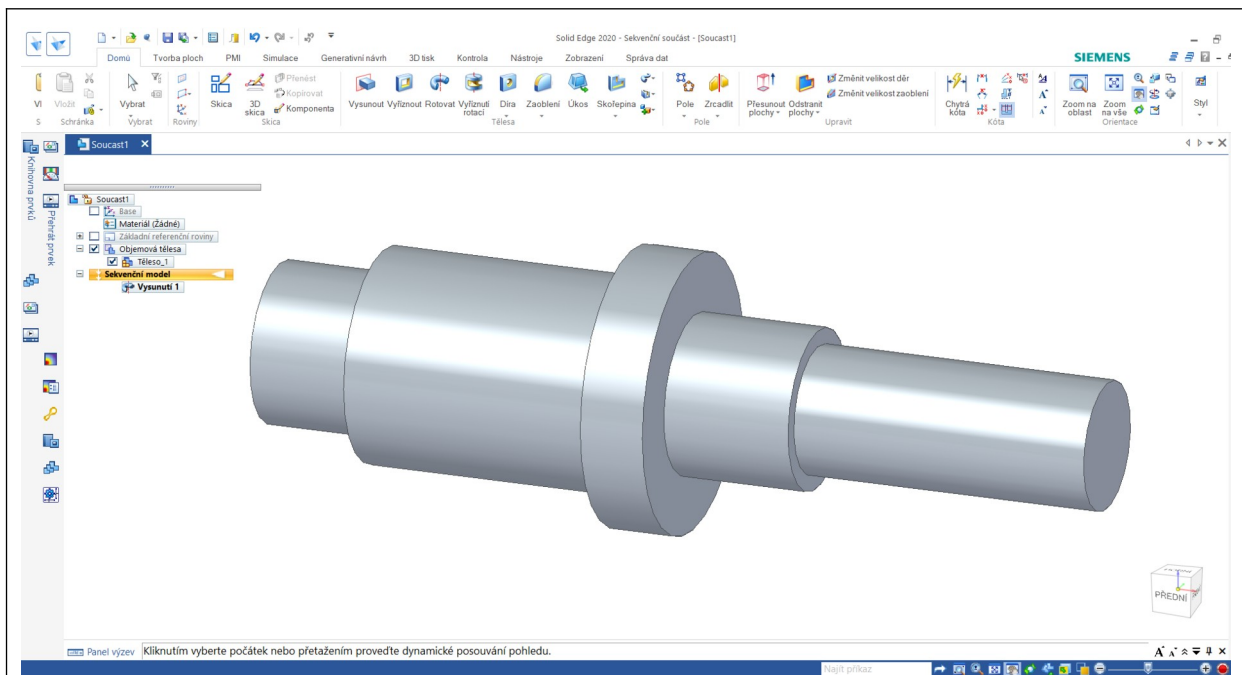 Solid Edge 2020 - Sekvenční součást - [Soucast1]
Domů Tvorba ploch PMI Simulace Generativní návrh 3D tisk Kontrola Nástroje Zobrazení Správa dat
SIEMENS
Přenést
Kopírovat
Komponenta
Změnit velikost děr
Změnit velikost zaoblení
Vl Vložit Vybrat Skica 3D skica Vysunout Vyříznout Rotovat Vyříznutí rotací Díra Zaoblení Úkos Skořepina Pole Zrcadlit Přesunout plochy Odstranit plochy Chytrá kóta Zoom na oblast Zoom na vše Styl
S Schránka Vybrat Roviny Skica Tělesa Pole Upravit Kóta Orientace
Soucast1
Knihovna prvků
Přehrát prvek
Soucast1
Base
Materiál (Žádné)
Základní referenční roviny
Objemová tělesa
Těleso_1
Sekvenční model
Vysunutí 1
PŘEDNÍ
Panel výzev Kliknutím vyberte počátek nebo přetažením proveďte dynamické posouvání pohledu.
Najít příkaz